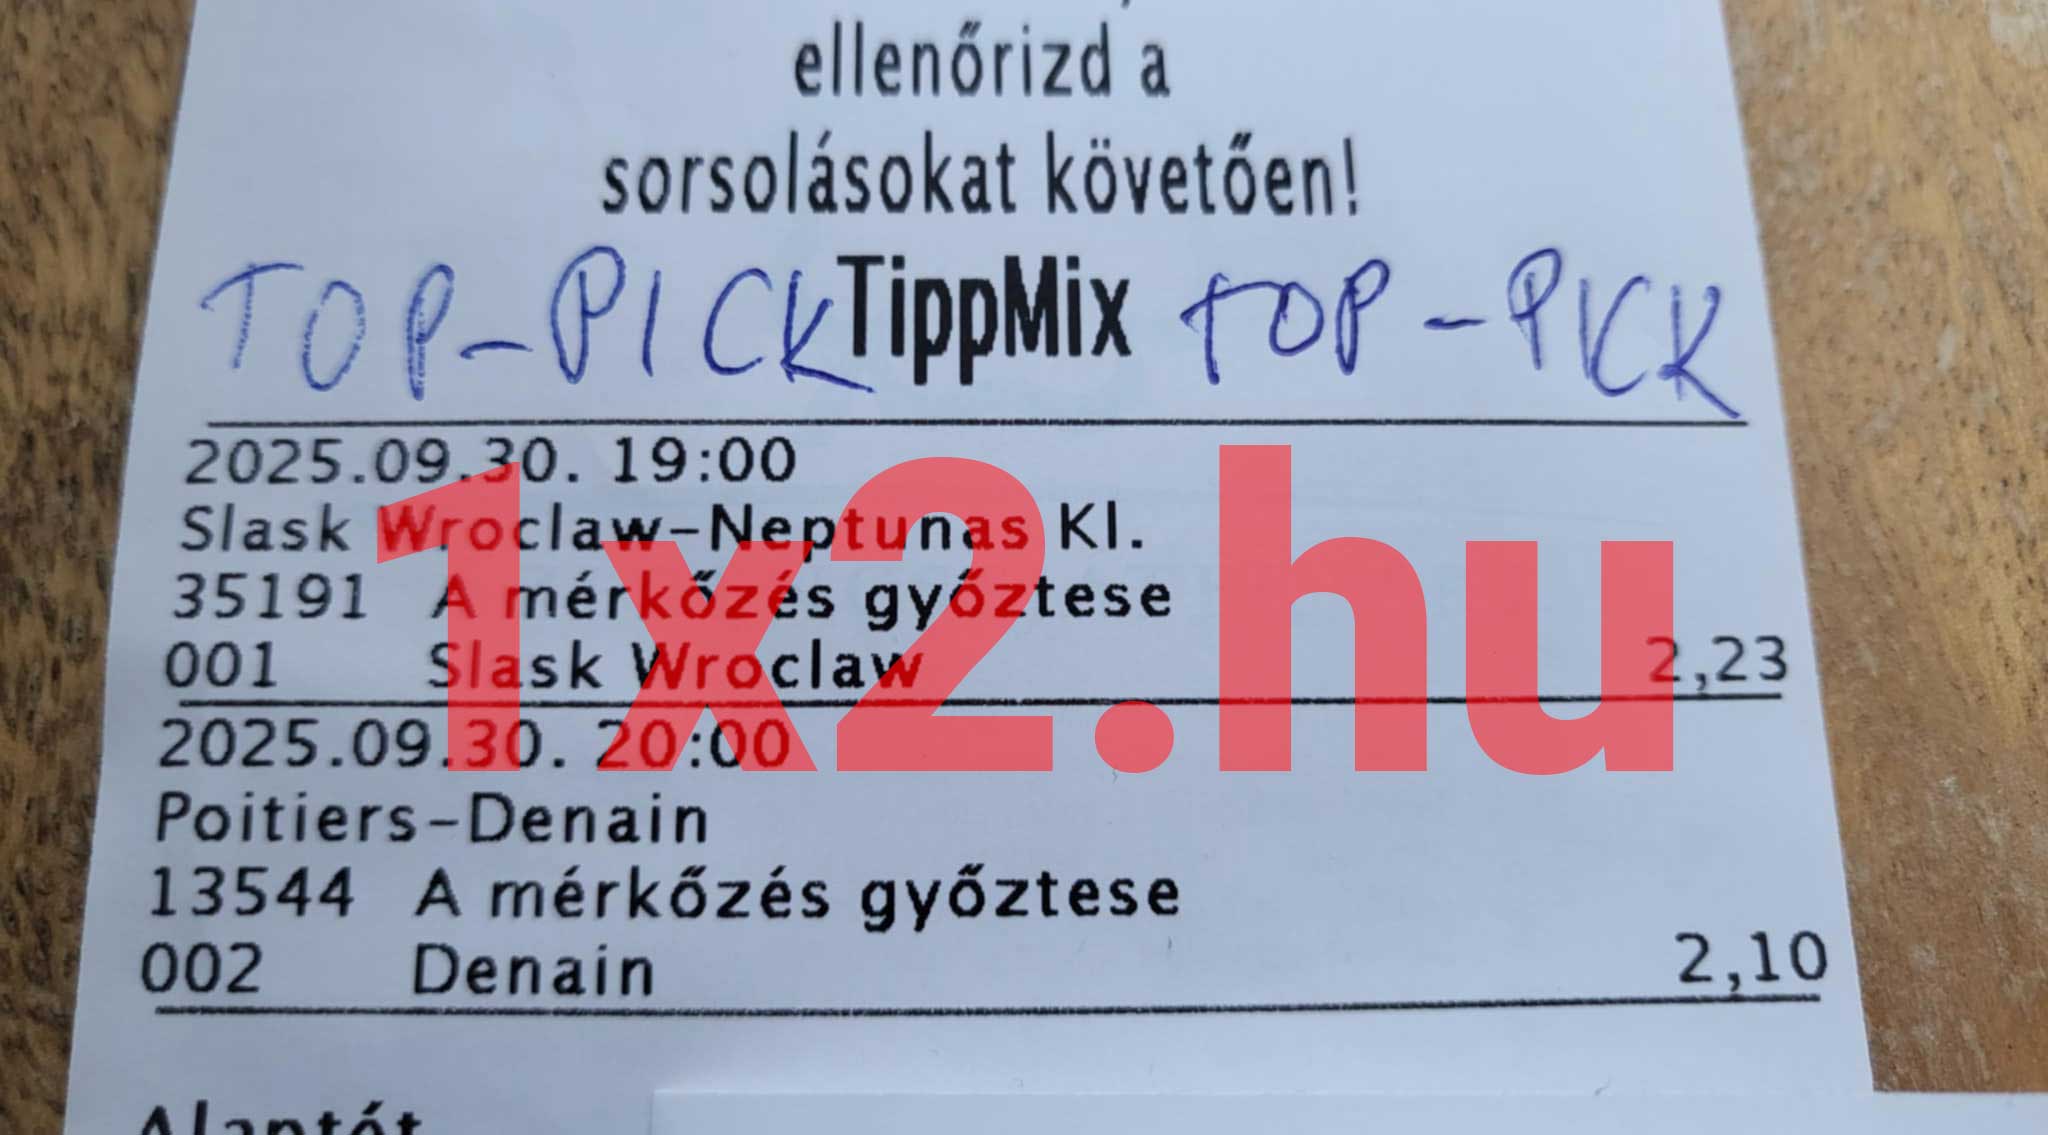 ellenőrizd a
sorsolásokat követően!
TOP-PICK TippMix TOP-PICK
2025.09.30. 19:00
Slask Wroclaw-Neptunas Kl.
35191 A mérkőzés győztese
001 Slask Wroclaw 2,23
1x2.hu
2025.09.30. 20:00
Poitiers-Denain
13544 A mérkőzés győztese
002 Denain 2,10
Alaptét